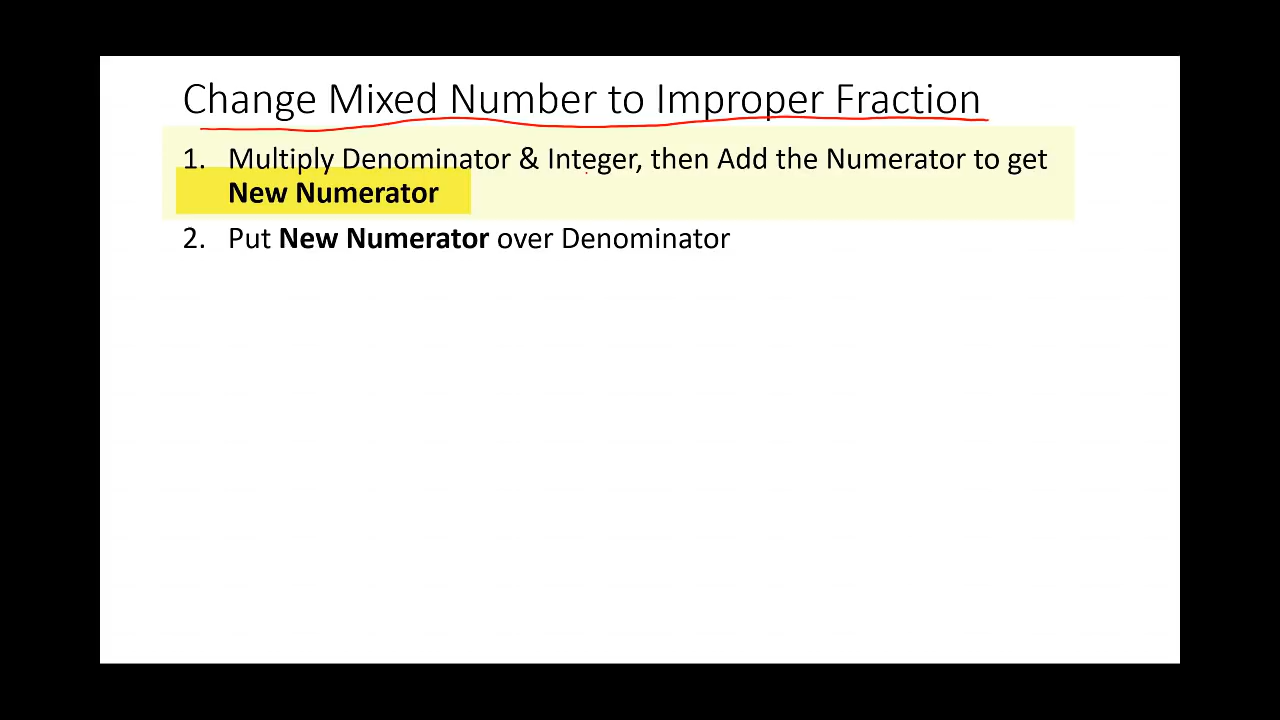 Change Mixed Number to Improper Fraction
1. Multiply Denominator & Integer, then Add the Numerator to get
New Numerator
2. Put New Numerator over Denominator